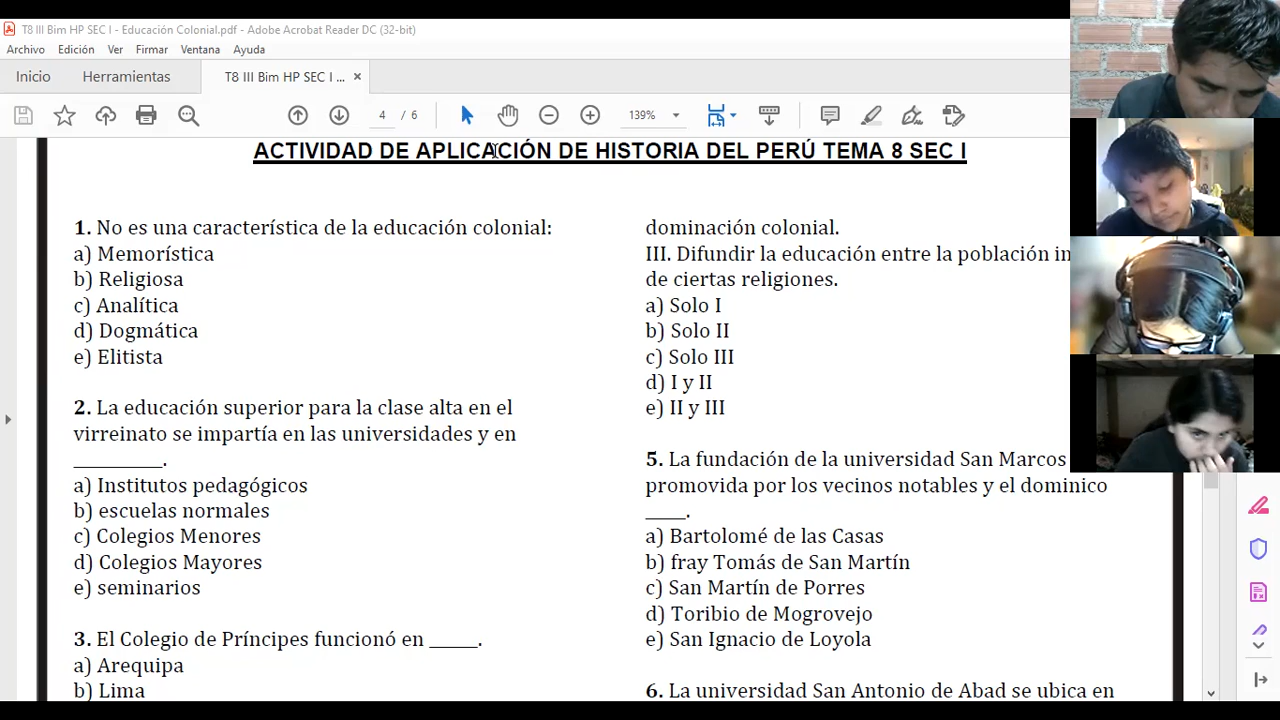 T8 III Bim HP SEC I - Educación Colonial.pdf - Adobe Acrobat Reader DC (32-bit)
Archivo Edición Ver Firmar Ventana Ayuda
Inicio Herramientas T8 III Bim HP SEC I ... ×
4 / 6 139%
ACTIVIDAD DE APLICACIÓN DE HISTORIA DEL PERÚ TEMA 8 SEC I
1. No es una característica de la educación colonial:
a) Memorística
b) Religiosa
c) Analítica
d) Dogmática
e) Elitista
2. La educación superior para la clase alta en el
virreinato se impartía en las universidades y en
_________.
a) Institutos pedagógicos
b) escuelas normales
c) Colegios Menores
d) Colegios Mayores
e) seminarios
3. El Colegio de Príncipes funcionó en _____.
a) Arequipa
b) Lima
dominación colonial.
III. Difundir la educación entre la población
de ciertas religiones.
a) Solo I
b) Solo II
c) Solo III
d) I y II
e) II y III
5. La fundación de la universidad San Marcos
promovida por los vecinos notables y el dominico
____.
a) Bartolomé de las Casas
b) fray Tomás de San Martín
c) San Martín de Porres
d) Toribio de Mogrovejo
e) San Ignacio de Loyola
6. La universidad San Antonio de Abad se ubica en